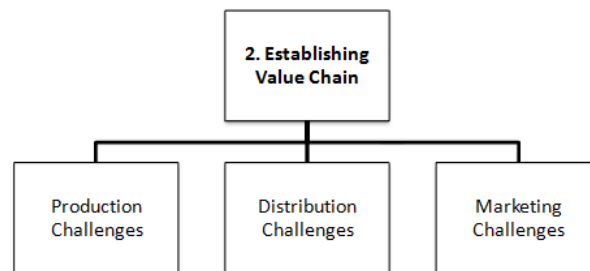 2. Establishing
Value Chain
Production
Challenges
Distribution
Challenges
Marketing
Challenges